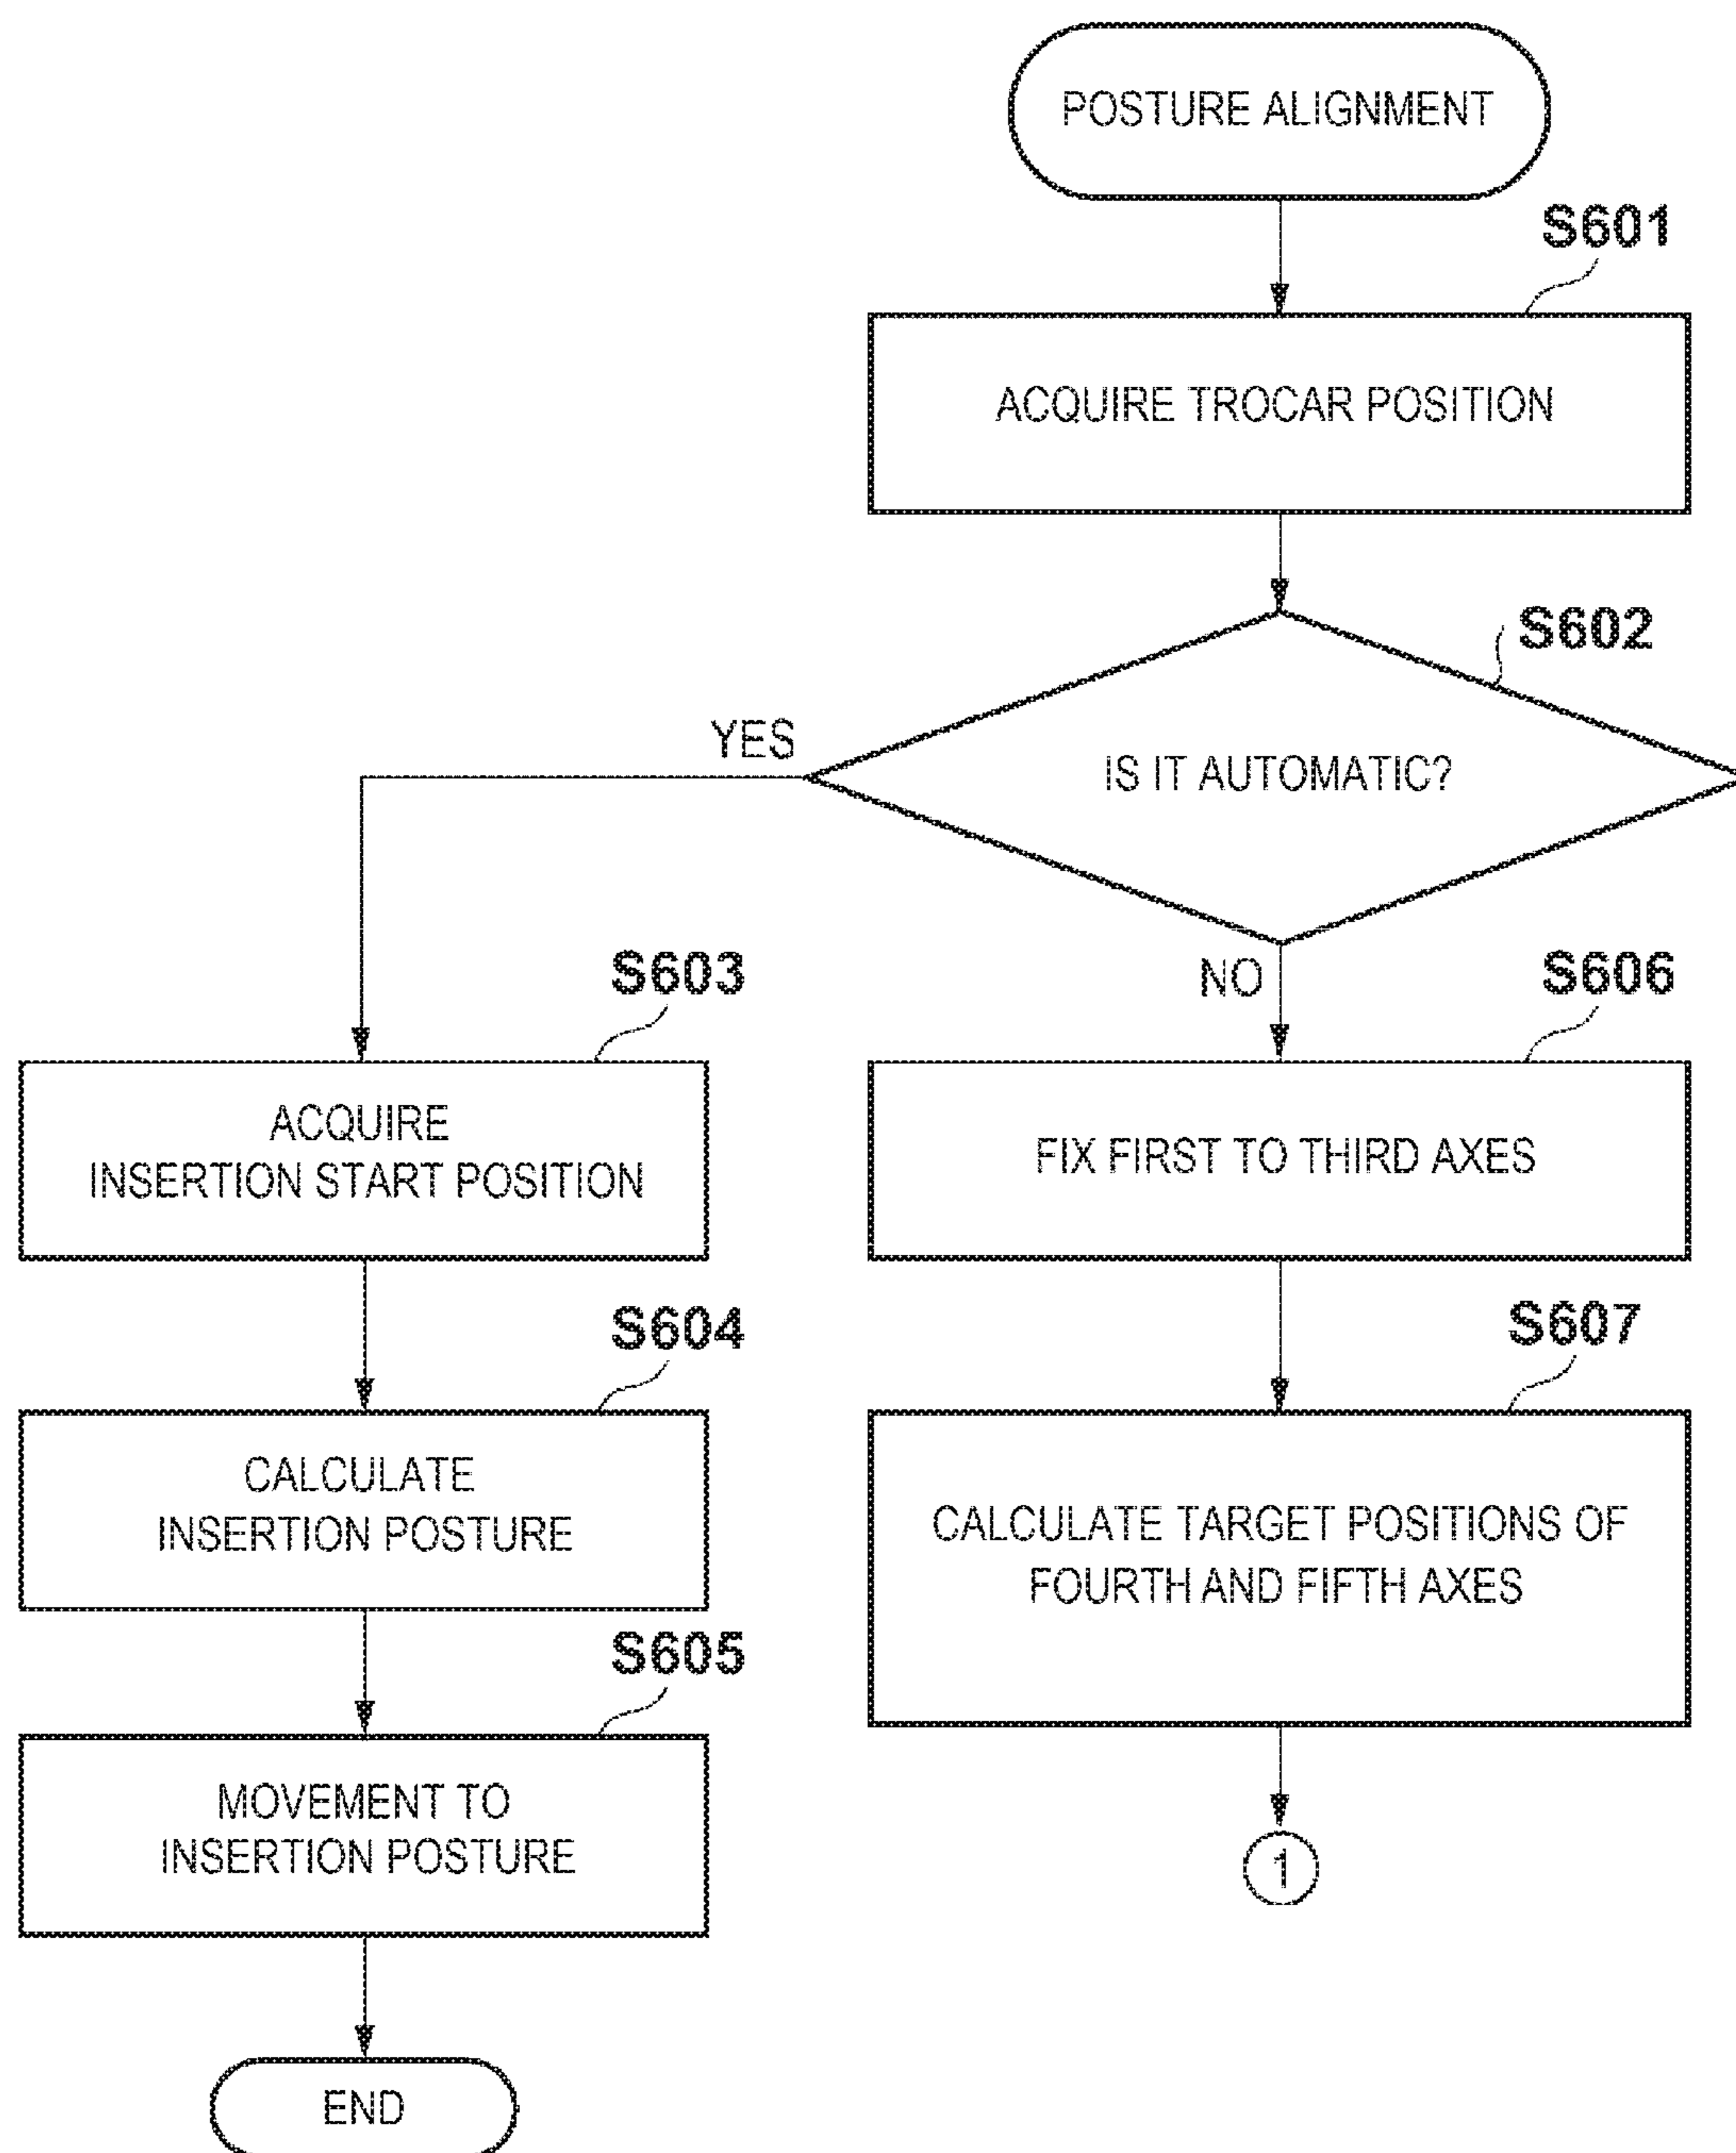 POSTURE ALIGNMENT
S601
ACQUIRE TROCAR POSITION
S602
IS IT AUTOMATIC?
YES
NO
S603
ACQUIRE
INSERTION START POSITION
S604
CALCULATE
INSERTION POSTURE
S605
MOVEMENT TO
INSERTION POSTURE
END
S606
FIX FIRST TO THIRD AXES
S607
CALCULATE TARGET POSITIONS OF
FOURTH AND FIFTH AXES
1